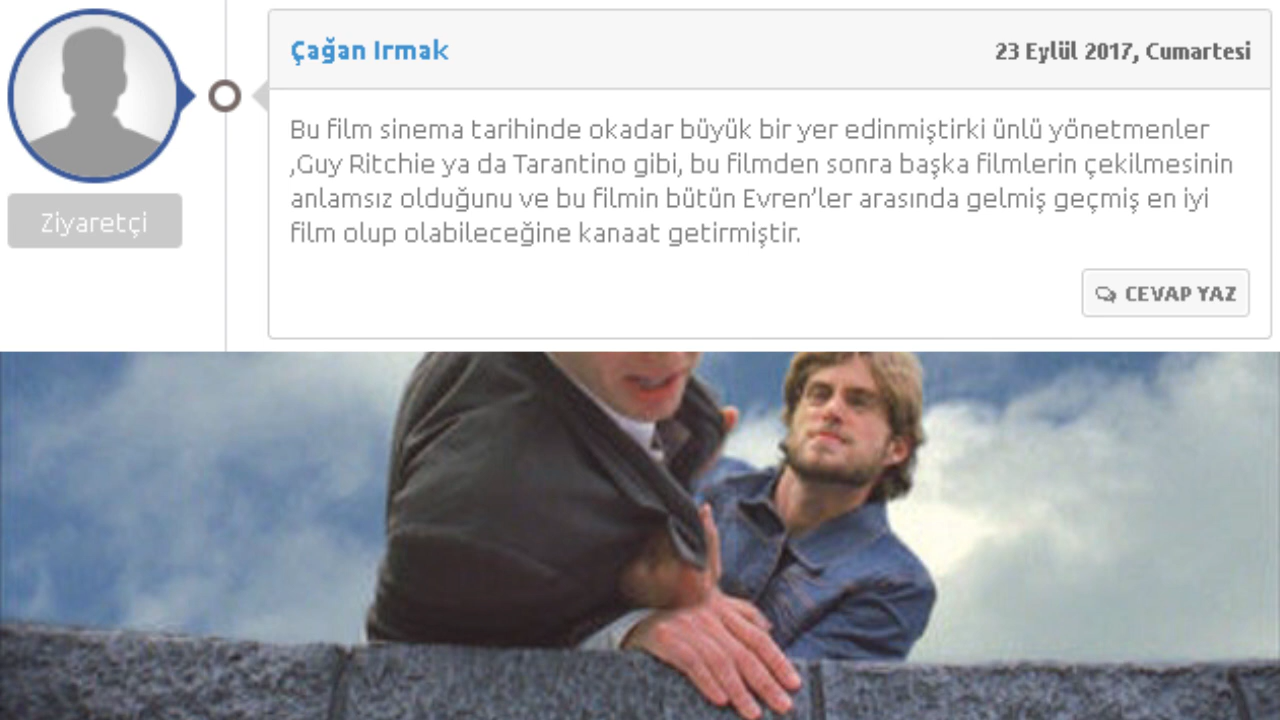 Çağan Irmak
23 Eylül 2017, Cumartesi
Bu film sinema tarihinde okadar büyük bir yer edinmiştirki ünlü yönetmenler
,Guy Ritchie ya da Tarantino gibi, bu filmden sonra başka filmlerin çekilmesinin
anlamsız olduğunu ve bu filmin bütün Evren'ler arasında gelmiş geçmiş en iyi
film olup olabileceğine kanaat getirmiştir.
Ziyaretçi
CEVAP YAZ